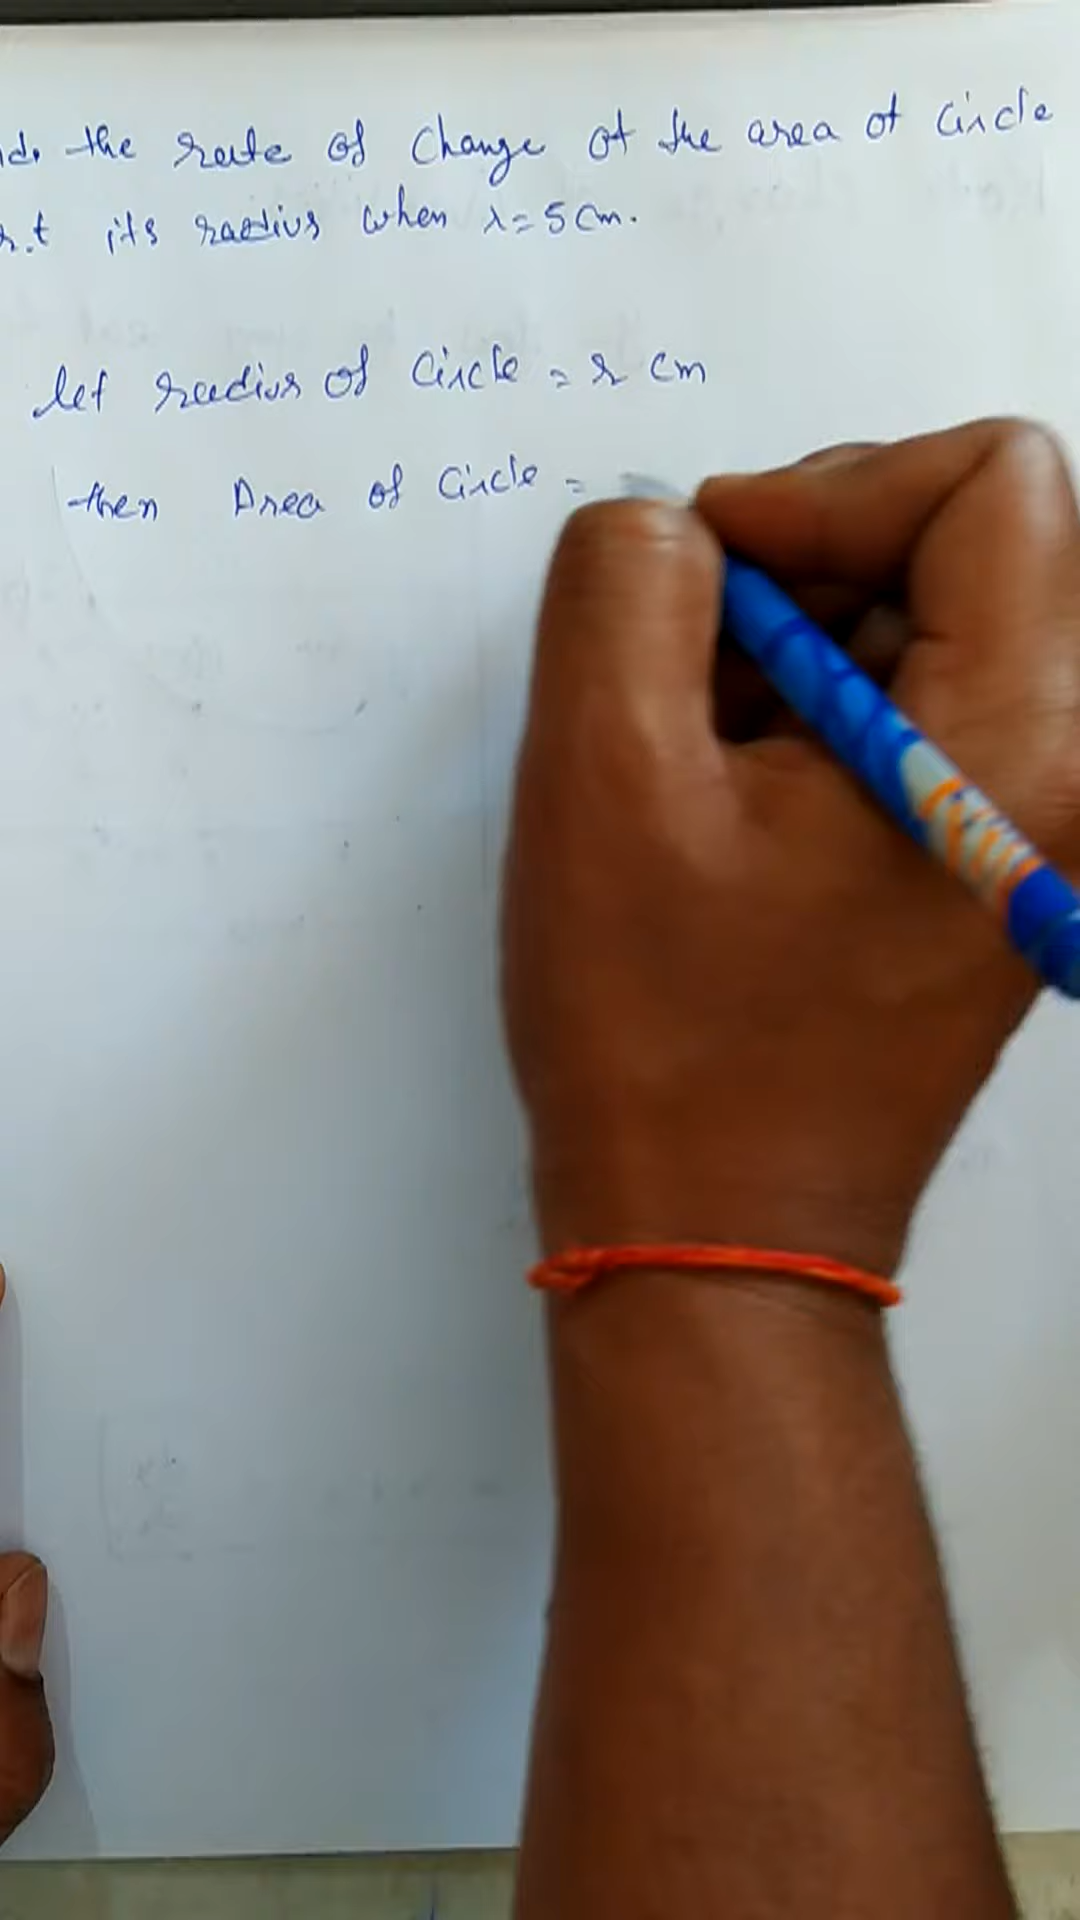 d. the rate of change of the area of circle
r.t its radius when r=5cm.
let radius of circle = r cm
then Area of circle =